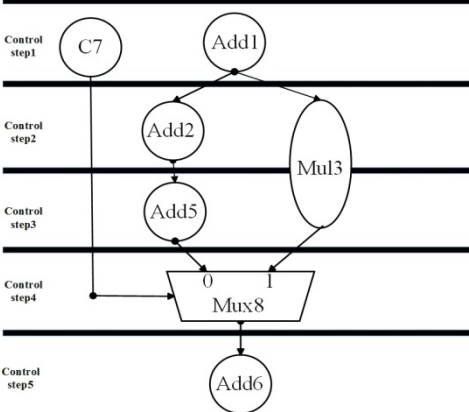 Control
step1
C7
Add1
Control
step2
Add2
Mul3
Control
step3
Add5
Control
step4
0
1
Mux8
Control
step5
Add6